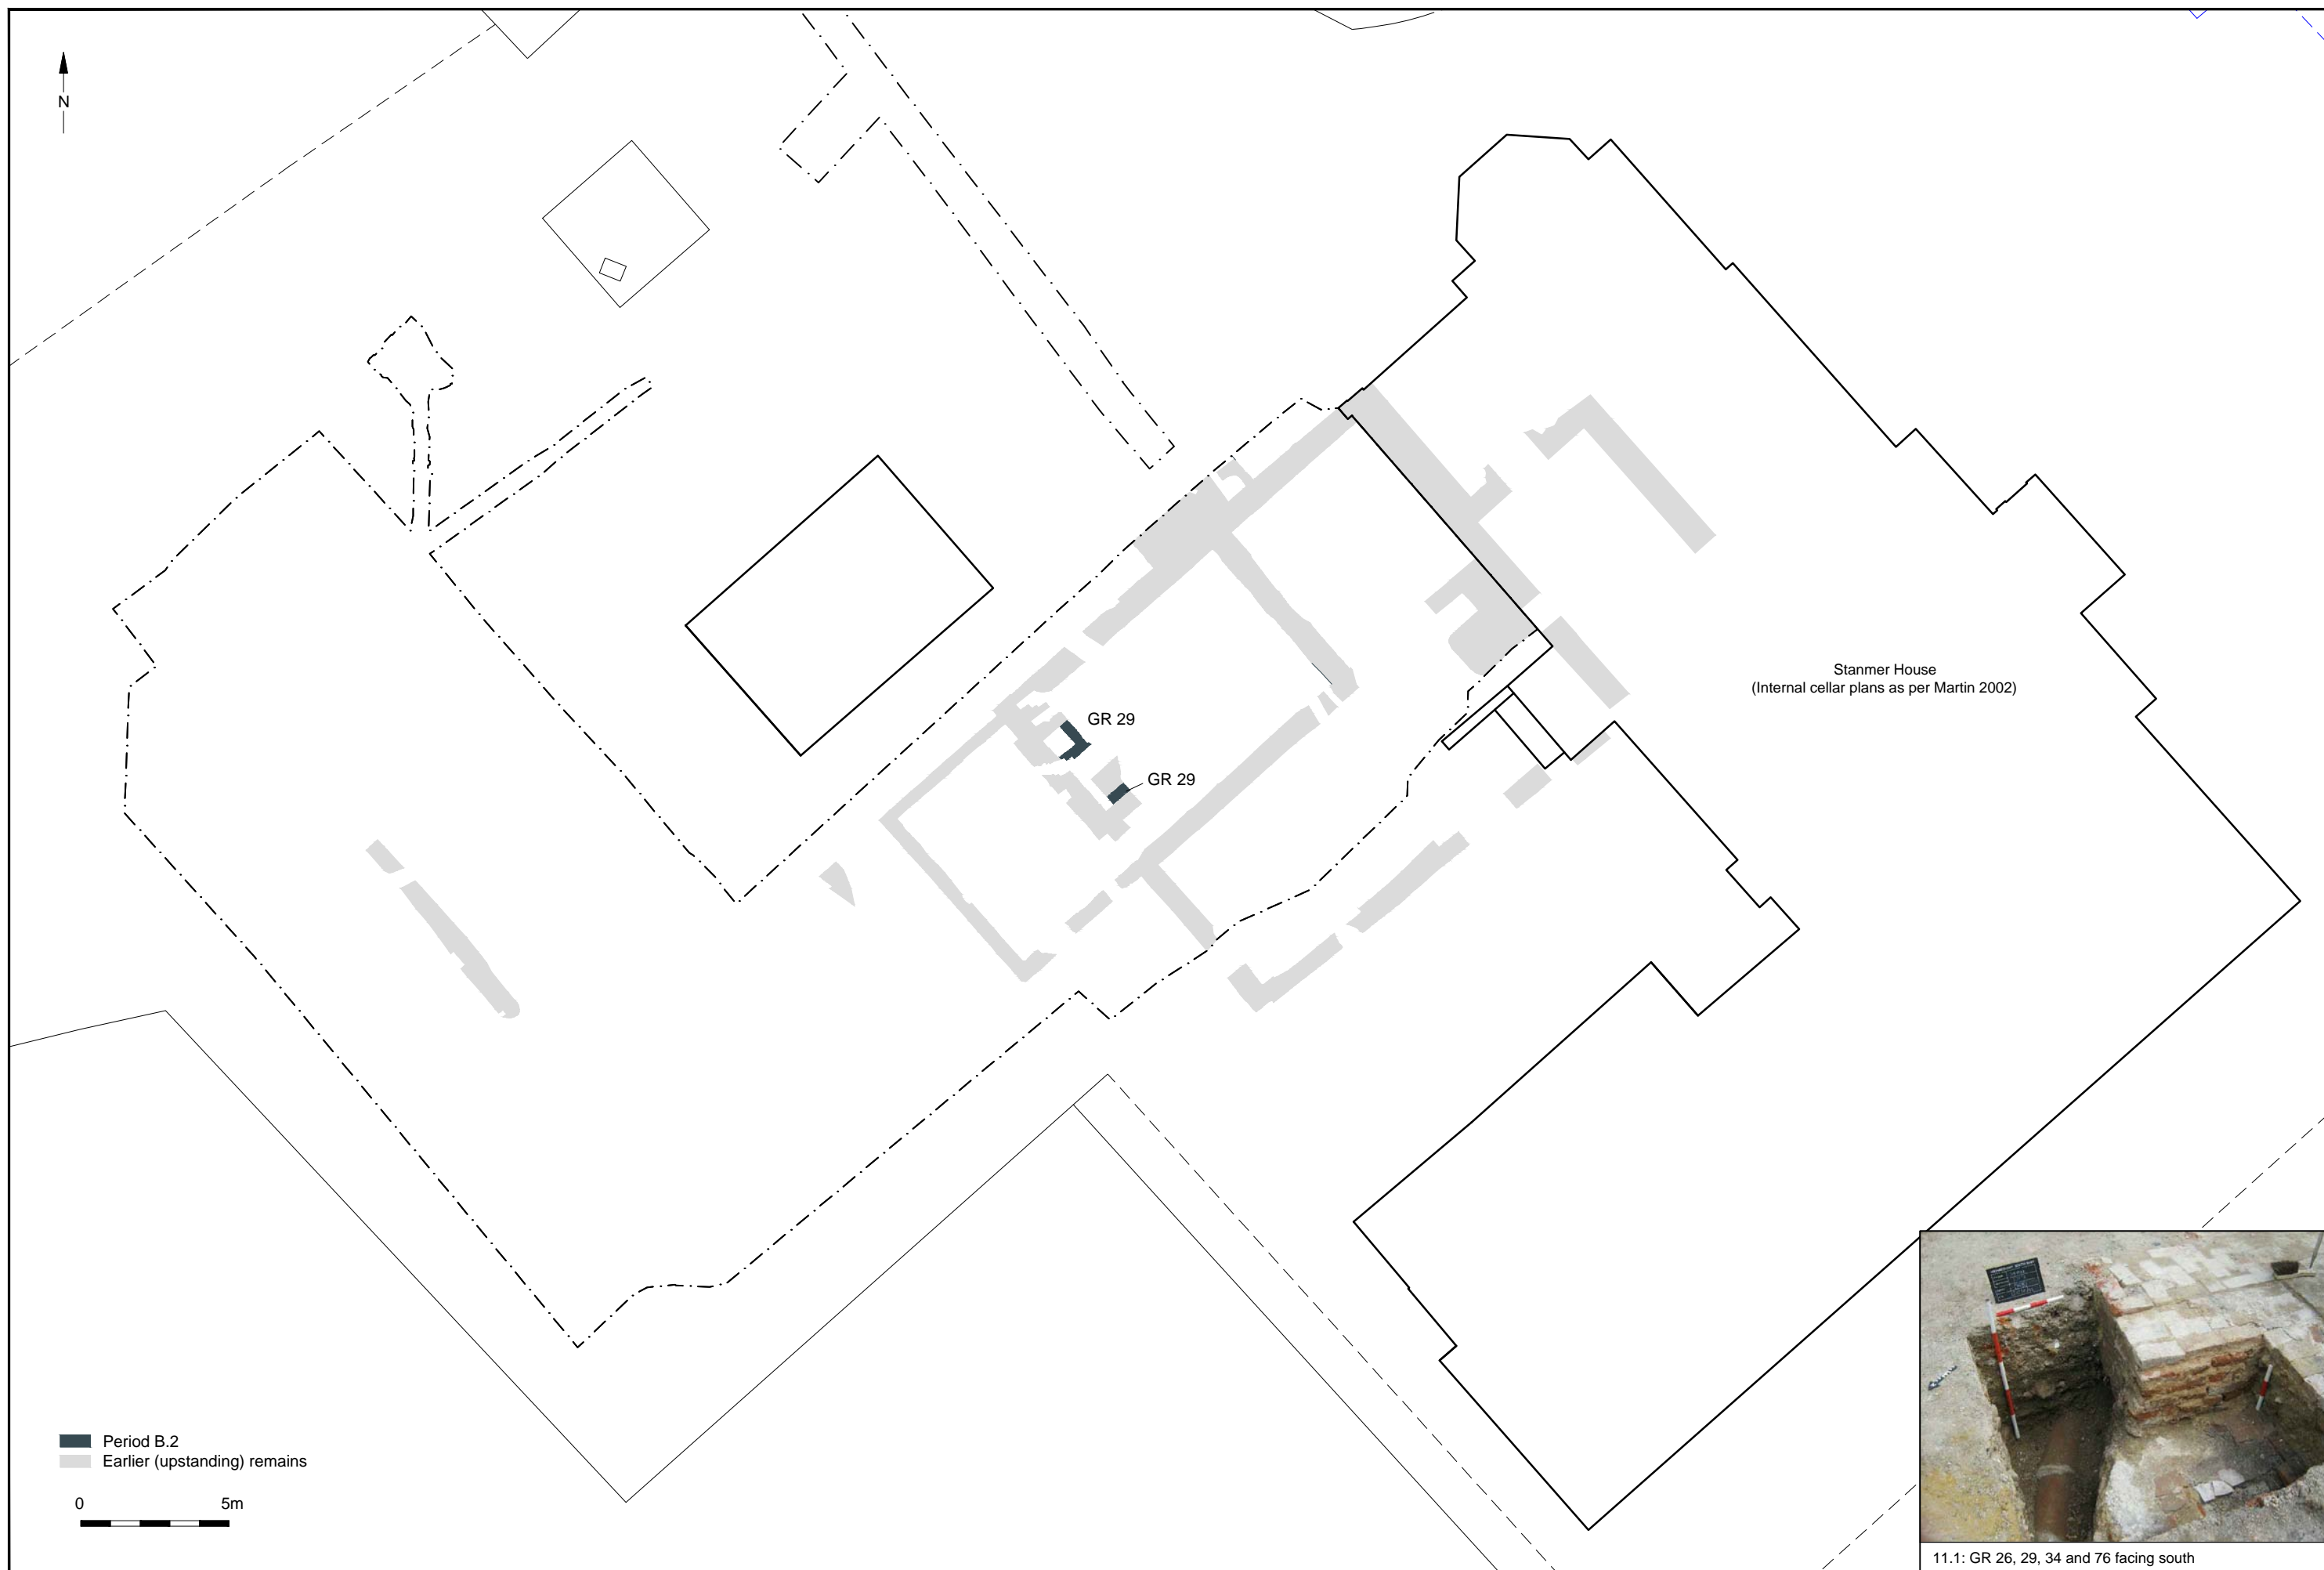 N
GR 29
GR 29
Stanmer House
(Internal cellar plans as per Martin 2002)
Period B.2
Earlier (upstanding) remains
0 5m
11.1: GR 26, 29, 34 and 76 facing south